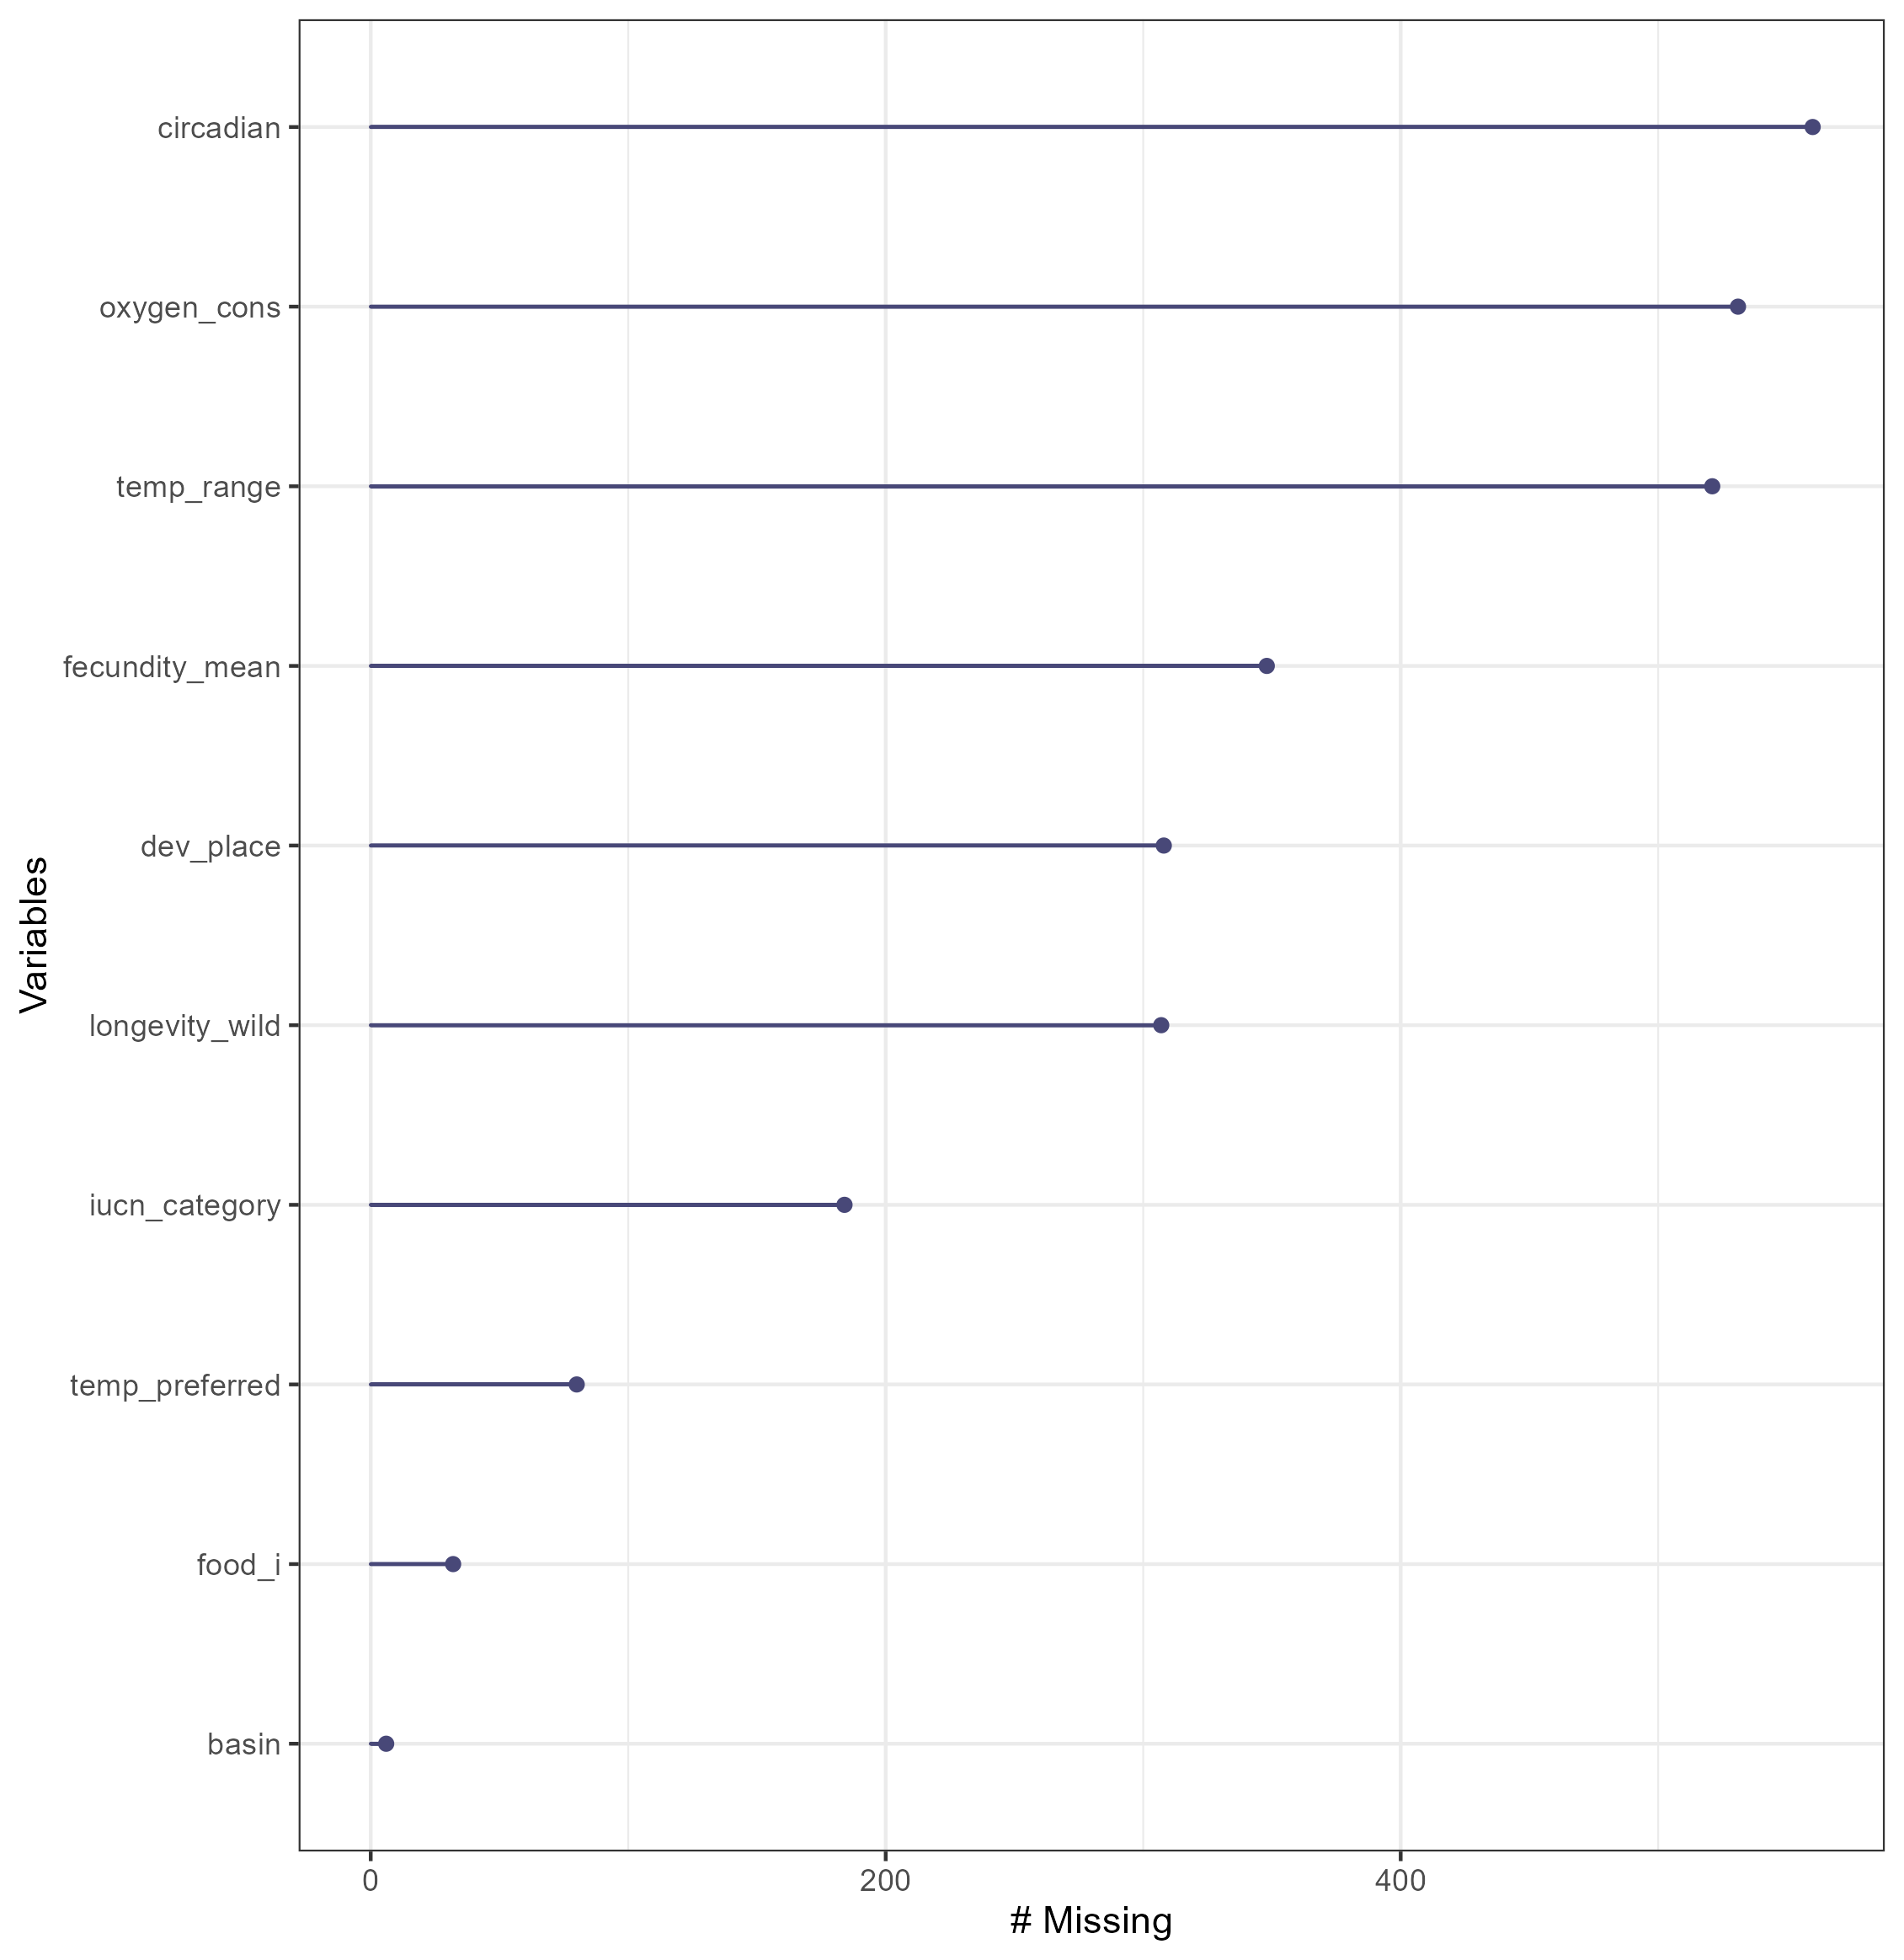 circadian
oxygen_cons
temp_range
fecundity_mean
dev_place
longevity_wild
iucn_category
temp_preferred
food_i
basin
Variables
0 200 400
# Missing